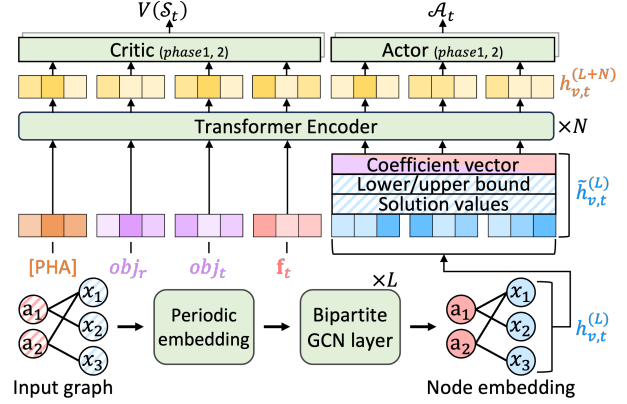 V(S_t) A_t
Critic (phase1, 2) Actor (phase1, 2)
h_{v,t}^{(L+N)}
Transformer Encoder ×N
Coefficient vector
Lower/upper bound
Solution values
h̃_{v,t}^{(L)}
[PHA] obj_r obj_t f_t
×L
a_1 a_2 x_1 x_2 x_3
Periodic embedding
Bipartite GCN layer
a_1 a_2 x_1 x_2 x_3
h_{v,t}^{(L)}
Input graph Node embedding